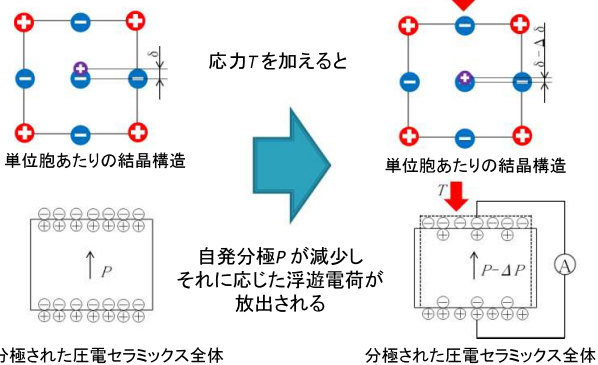 δ
応力Tを加えると
δ−Δδ
単位胞あたりの結晶構造
単位胞あたりの結晶構造
T
P
自発分極P が減少し
それに応じた浮遊電荷が
放出される
P−ΔP
A
分極された圧電セラミックス全体
分極された圧電セラミックス全体